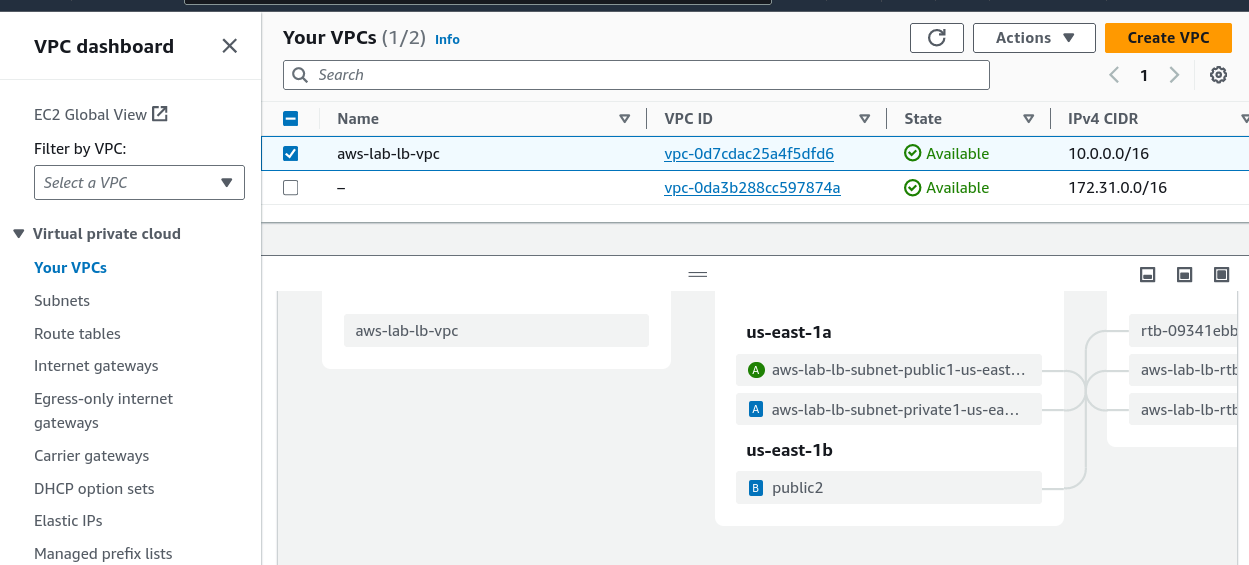 VPC dashboard
EC2 Global View
Filter by VPC:
Select a VPC
Virtual private cloud
Your VPCs
Subnets
Route tables
Internet gateways
Egress-only internet
gateways
Carrier gateways
DHCP option sets
Elastic IPs
Managed prefix lists
Your VPCs (1/2) Info
Actions
Create VPC
Search
1
Name VPC ID State IPv4 CIDR
aws-lab-lb-vpc vpc-0d7cdac25a4f5dfd6 Available 10.0.0.0/16
– vpc-0da3b288cc597874a Available 172.31.0.0/16
aws-lab-lb-vpc
us-east-1a
A aws-lab-lb-subnet-public1-us-east...
A aws-lab-lb-subnet-private1-us-ea...
us-east-1b
B public2
rtb-09341ebb
aws-lab-lb-rtb
aws-lab-lb-rtb